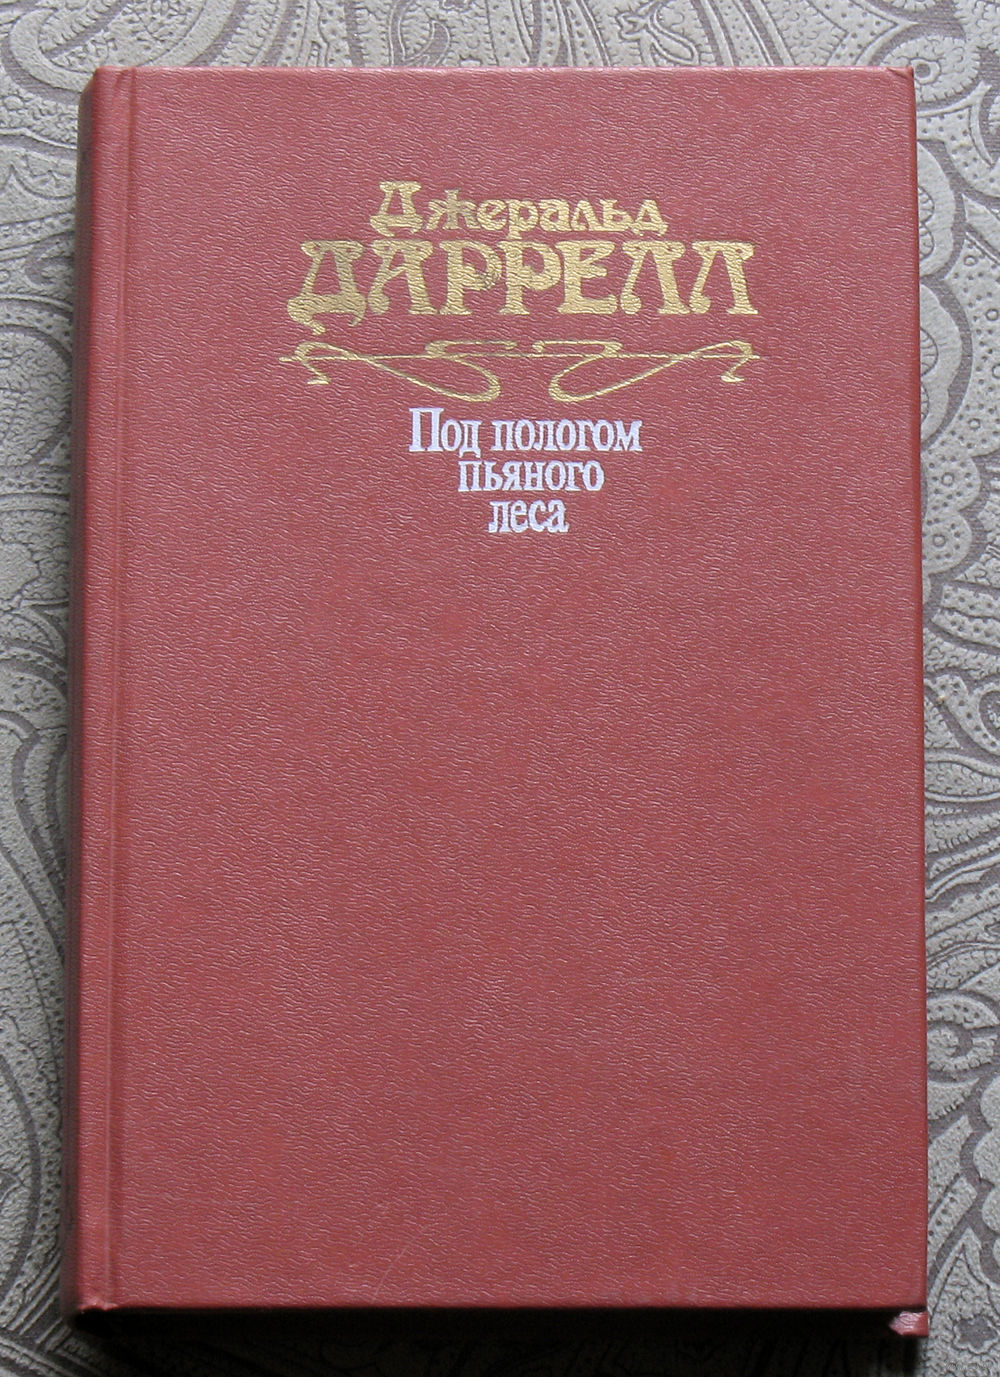 Джеральд
ДАРРЕЛЛ
Под пологом
пьяного
леса